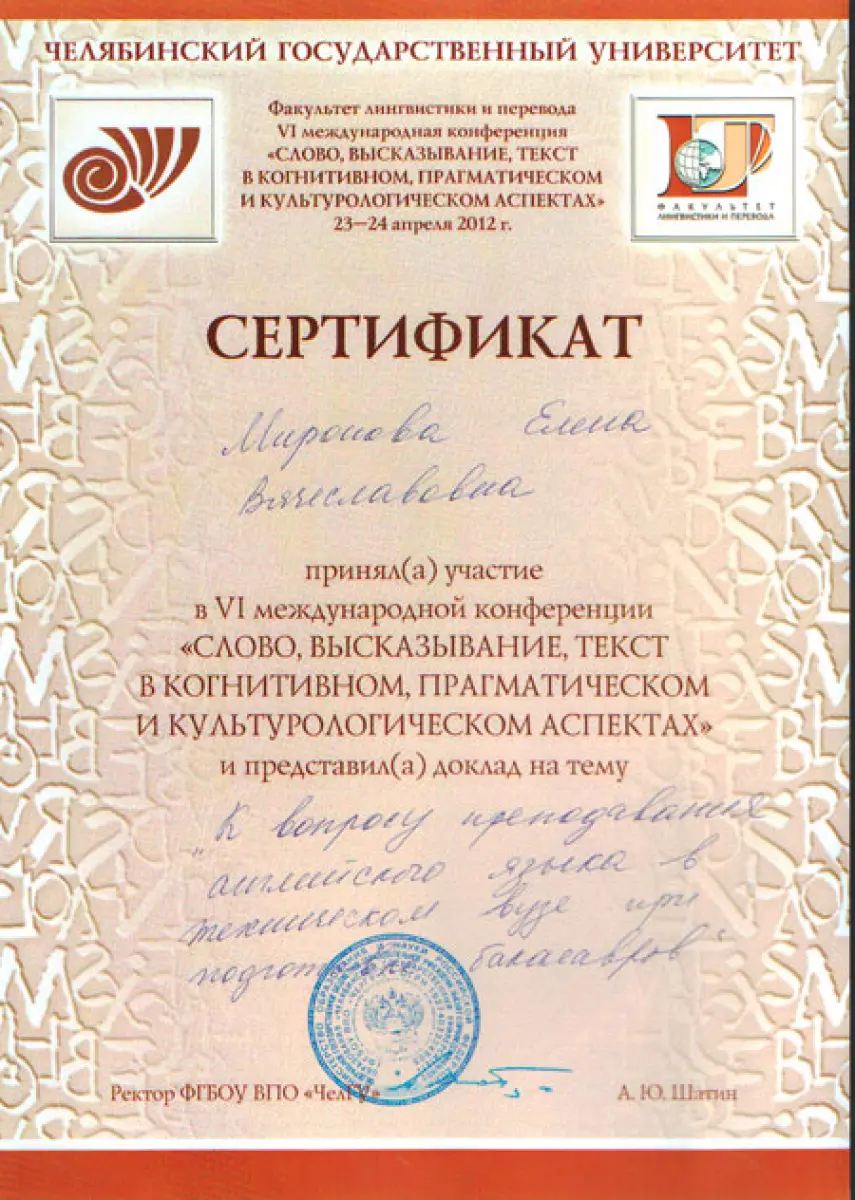 ЧЕЛЯБИНСКИЙ ГОСУДАРСТВЕННЫЙ УНИВЕРСИТЕТ
Факультет лингвистики и перевода
VI международная конференция
«СЛОВО, ВЫСКАЗЫВАНИЕ, ТЕКСТ
В КОГНИТИВНОМ, ПРАГМАТИЧЕСКОМ
И КУЛЬТУРОЛОГИЧЕСКОМ АСПЕКТАХ»
23—24 апреля 2012 г.
ФАКУЛЬТЕТ
ЛИНГВИСТИКИ И ПЕРЕВОДА
СЕРТИФИКАТ
Миронова Елена
Вячеславовна
принял(а) участие
в VI международной конференции
«СЛОВО, ВЫСКАЗЫВАНИЕ, ТЕКСТ
В КОГНИТИВНОМ, ПРАГМАТИЧЕСКОМ
И КУЛЬТУРОЛОГИЧЕСКОМ АСПЕКТАХ»
и представил(а) доклад на тему
"К вопросу преподавания
английского языка в
техническом вузе при
подготовке бакалавров"
Ректор ФГБОУ ВПО «ЧелГУ»
А. Ю. Шатин